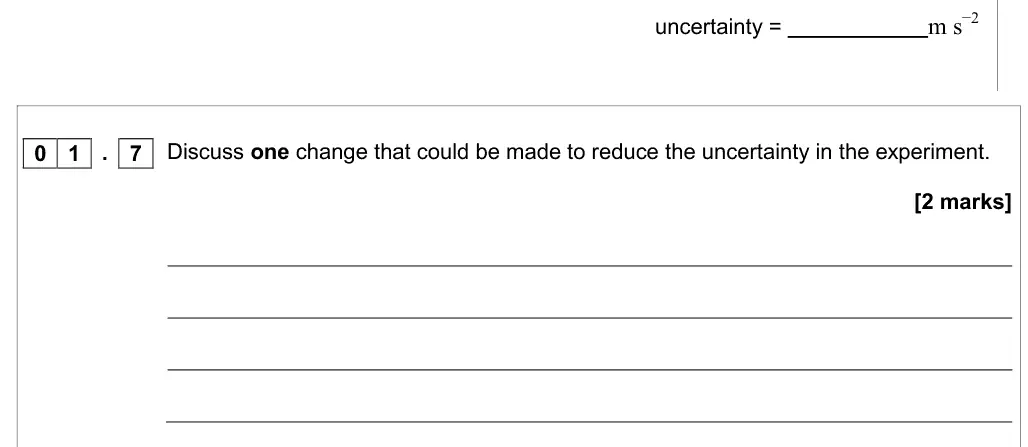 uncertainty = ____________m s⁻²
0 1 . 7 Discuss one change that could be made to reduce the uncertainty in the experiment.
[2 marks]